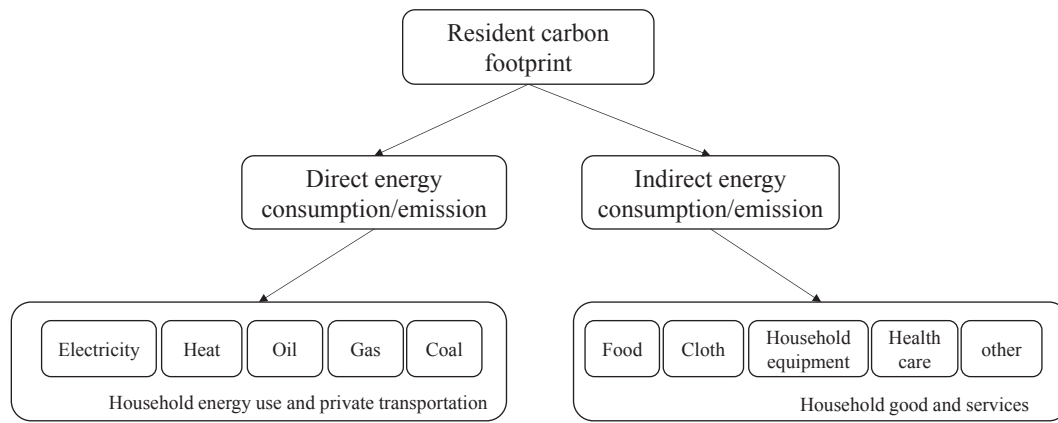 Resident carbon
footprint
Direct energy
consumption/emission
Indirect energy
consumption/emission
Electricity
Heat
Oil
Gas
Coal
Household energy use and private transportation
Food
Cloth
Household
equipment
Health
care
other
Household good and services